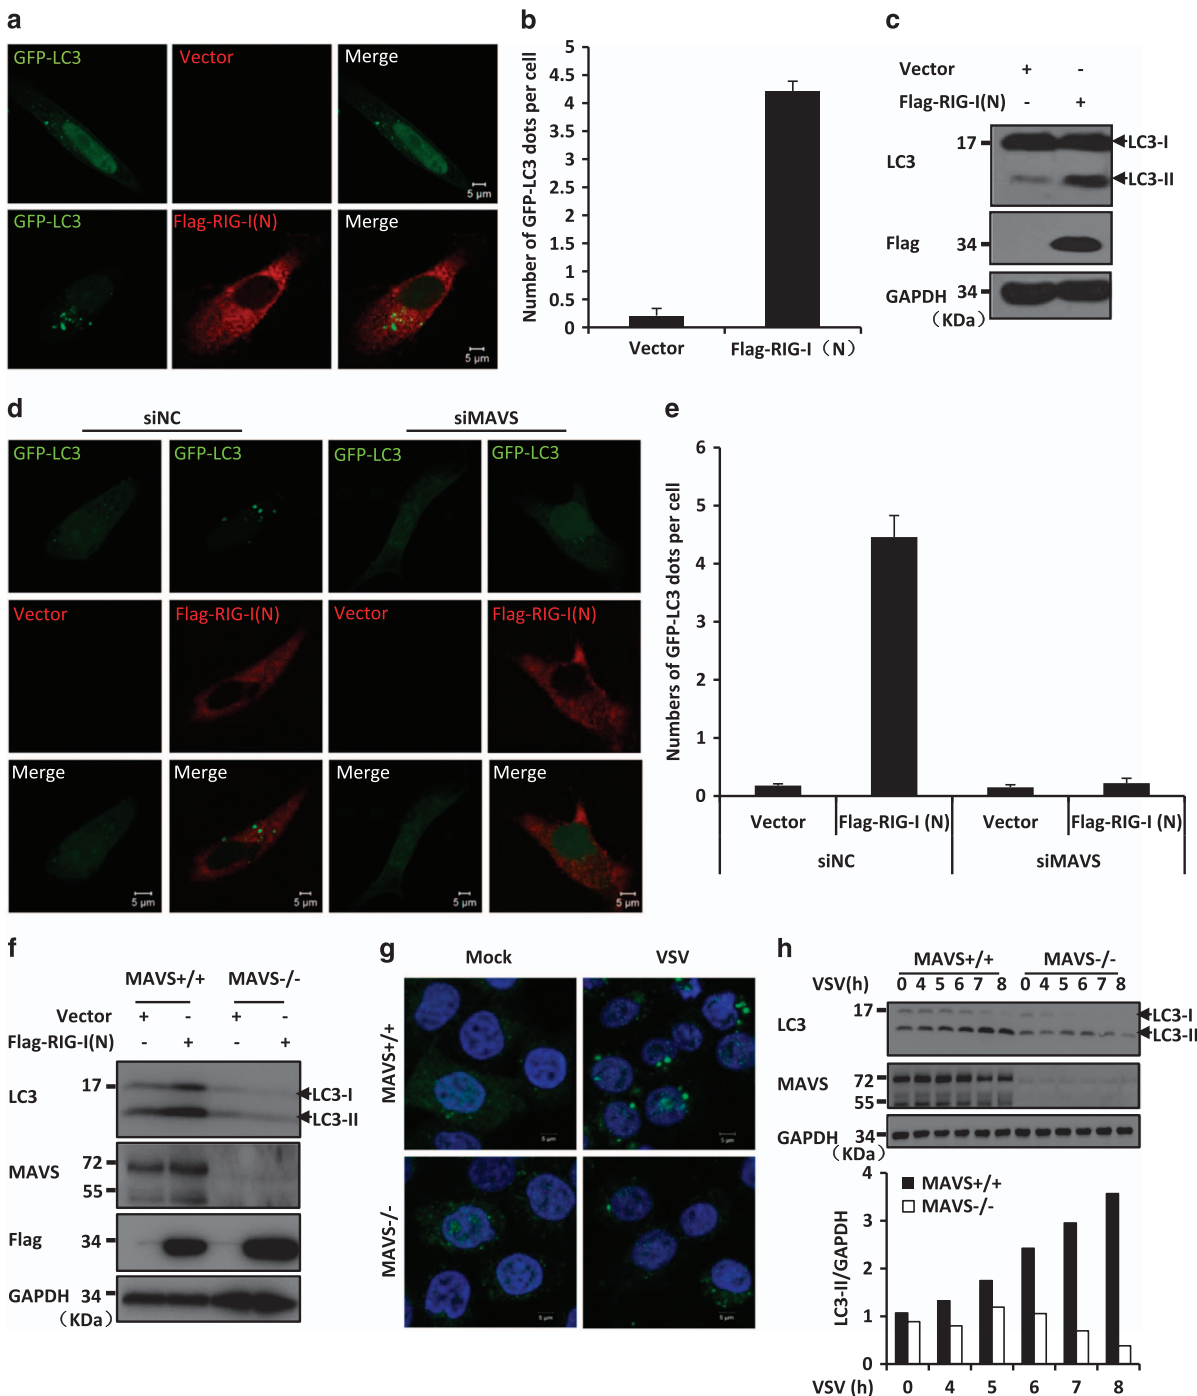 a
GFP-LC3
Vector
Merge
5 µm
GFP-LC3
Flag-RIG-I(N)
Merge
5 µm
b
Number of GFP-LC3 dots per cell
5
4.5
4
3.5
3
2.5
2
1.5
1
0.5
0
Vector
Flag-RIG-I（N）
c
Vector + -
Flag-RIG-I(N) - +
LC3
17
LC3-I
LC3-II
Flag
34
GAPDH
34
（KDa）
d
siNC
siMAVS
GFP-LC3
GFP-LC3
GFP-LC3
GFP-LC3
Vector
Flag-RIG-I(N)
Vector
Flag-RIG-I(N)
Merge
Merge
Merge
Merge
5 µm
5 µm
5 µm
5 µm
e
Numbers of GFP-LC3 dots per cell
6
5
4
3
2
1
0
Vector
Flag-RIG-I (N)
Vector
Flag-RIG-I (N)
siNC
siMAVS
f
MAVS+/+ MAVS-/-
Vector + - + -
Flag-RIG-I(N) - + - +
LC3
17
LC3-I
LC3-II
MAVS
72
55
Flag
34
GAPDH
34
（KDa）
g
Mock
VSV
MAVS+/+
5 µm
5 µm
MAVS-/-
5 µm
5 µm
h
MAVS+/+ MAVS-/-
VSV(h) 0 4 5 6 7 8 0 4 5 6 7 8
LC3
17
LC3-I
LC3-II
MAVS
72
55
GAPDH
34
（KDa）
LC3-II/GAPDH
4
3
2
1
0
MAVS+/+
MAVS-/-
VSV (h) 0 4 5 6 7 8